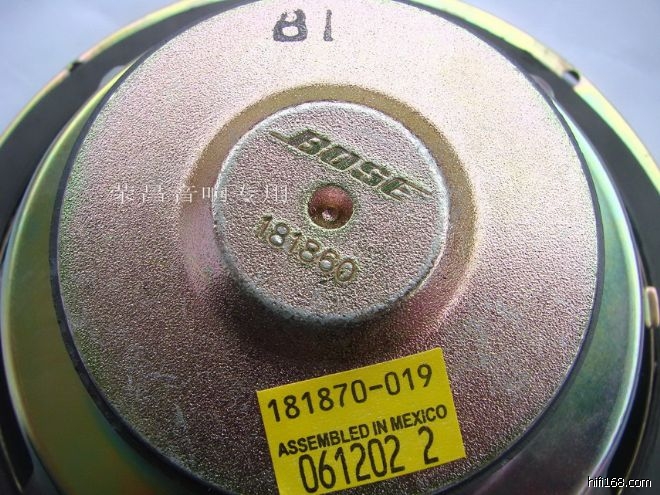 81
BOSE
荣昌音响专用
181860
181870-019
ASSEMBLED IN MEXiCO
061202 2
hifi168.com